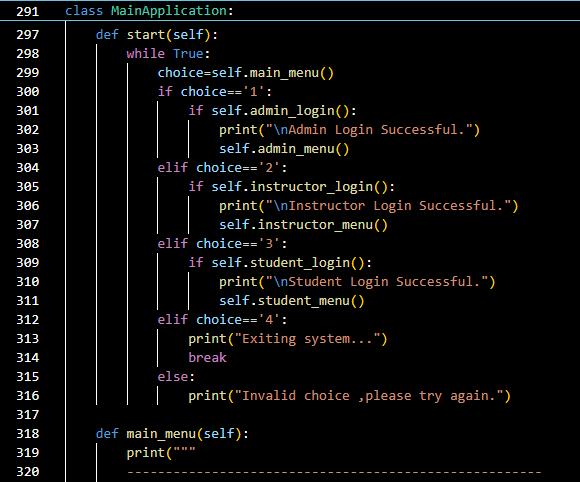 291 class MainApplication:
297     def start(self):
298         while True:
299             choice=self.main_menu()
300             if choice=='1':
301                 if self.admin_login():
302                     print("\nAdmin Login Successful.")
303                     self.admin_menu()
304             elif choice=='2':
305                 if self.instructor_login():
306                     print("\nInstructor Login Successful.")
307                     self.instructor_menu()
308             elif choice=='3':
309                 if self.student_login():
310                     print("\nStudent Login Successful.")
311                     self.student_menu()
312             elif choice=='4':
313                 print("Exiting system...")
314                 break
315             else:
316                 print("Invalid choice ,please try again.")
317
318     def main_menu(self):
319         print("""
320         ------------------------------------------------------